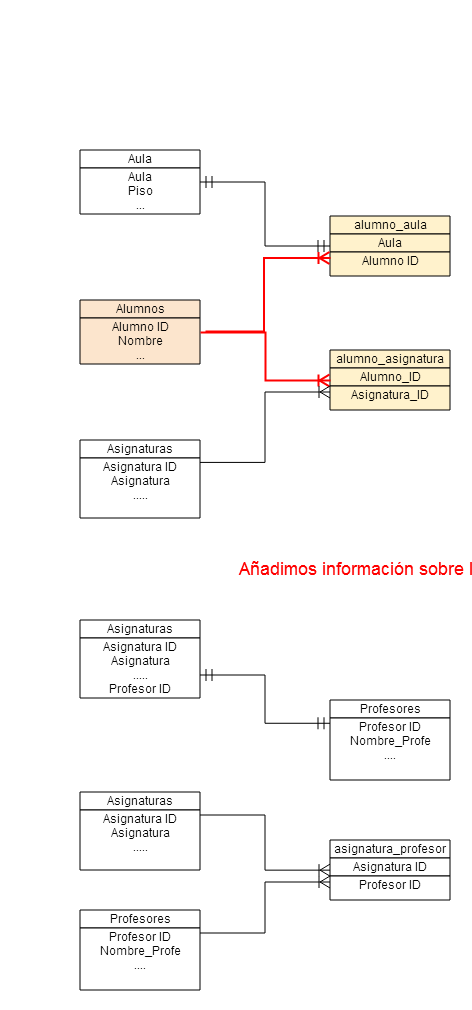 Aula
Aula
Piso
...
alumno_aula
Aula
Alumno ID
Alumnos
Alumno ID
Nombre
...
alumno_asignatura
Alumno_ID
Asignatura_ID
Asignaturas
Asignatura ID
Asignatura
.....
Añadimos información sobre l
Asignaturas
Asignatura ID
Asignatura
.....
Profesor ID
Profesores
Profesor ID
Nombre_Profe
....
Asignaturas
Asignatura ID
Asignatura
.....
asignatura_profesor
Asignatura ID
Profesor ID
Profesores
Profesor ID
Nombre_Profe
....